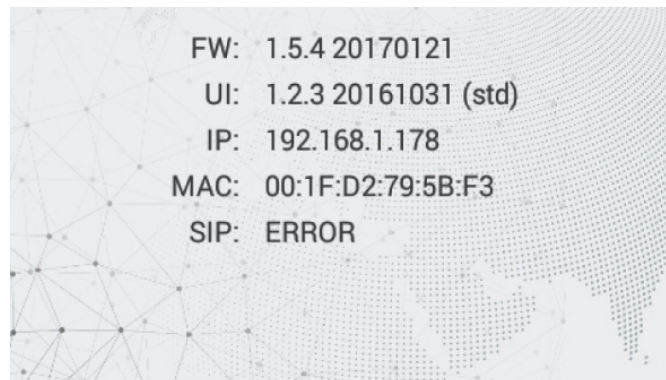 FW: 1.5.4 20170121
UI: 1.2.3 20161031 (std)
IP: 192.168.1.178
MAC: 00:1F:D2:79:5B:F3
SIP: ERROR